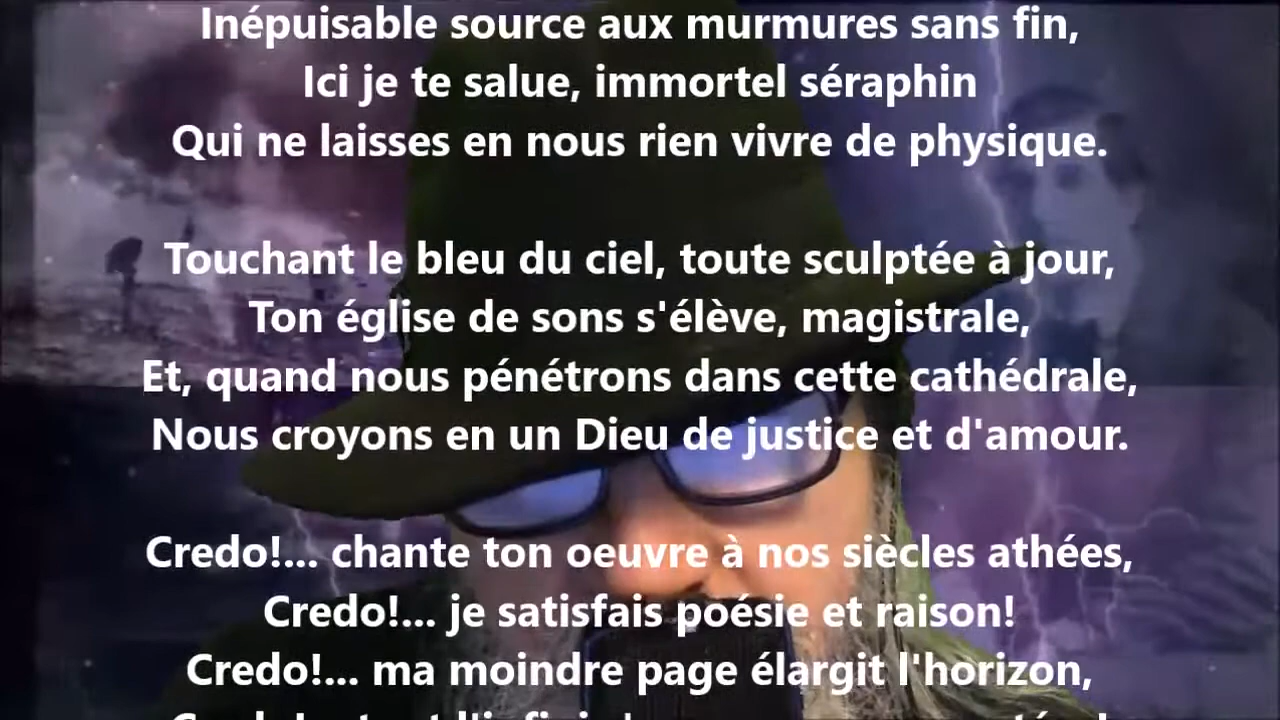 Inépuisable source aux murmures sans fin,
Ici je te salue, immortel séraphin
Qui ne laisses en nous rien vivre de physique.
Touchant le bleu du ciel, toute sculptée à jour,
Ton église de sons s'élève, magistrale,
Et, quand nous pénétrons dans cette cathédrale,
Nous croyons en un Dieu de justice et d'amour.
Credo!... chante ton oeuvre à nos siècles athées,
Credo!... je satisfais poésie et raison!
Credo!... ma moindre page élargit l'horizon,